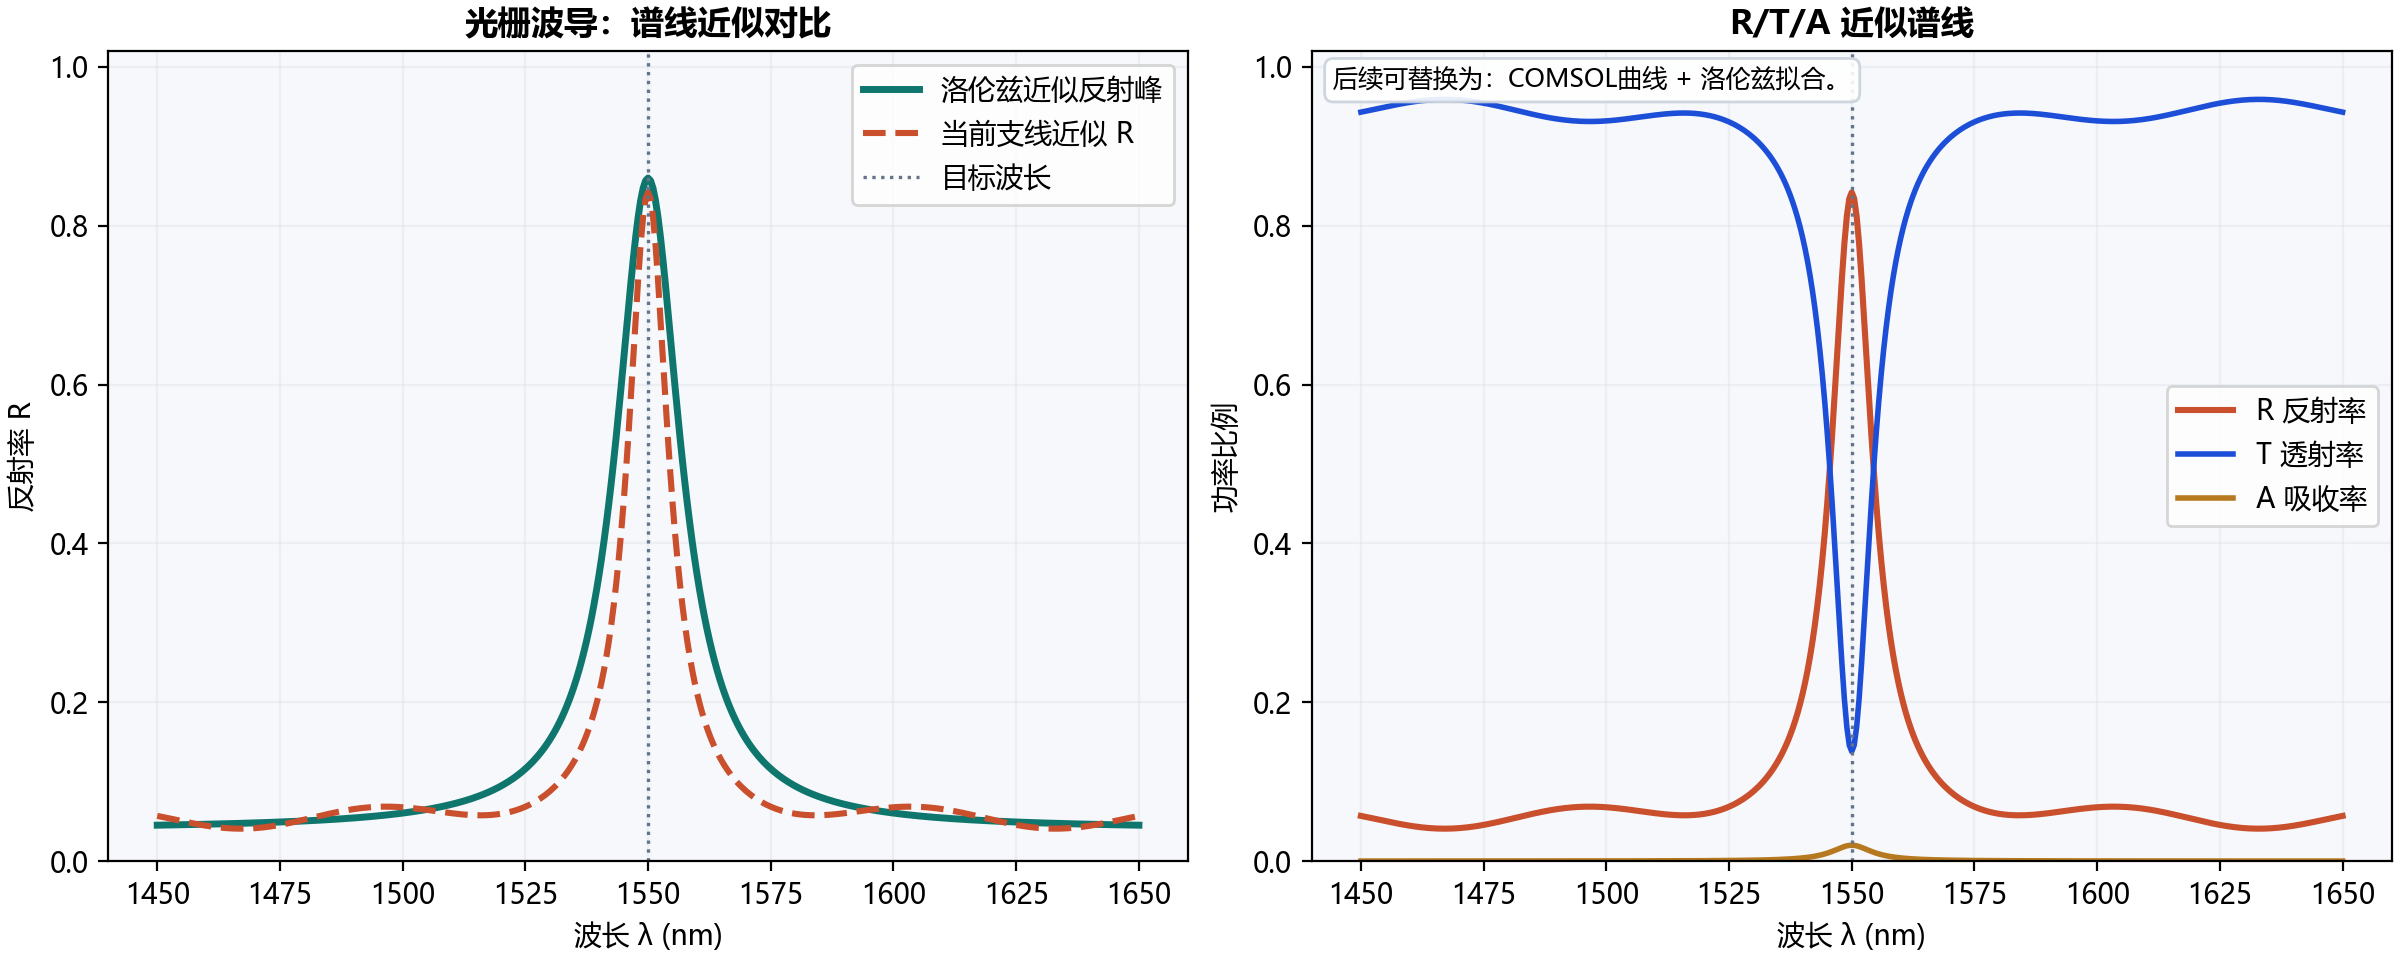 光栅波导：谱线近似对比
1.0
0.8
0.6
0.4
0.2
0.0
反射率 R
洛伦兹近似反射峰
当前支线近似 R
目标波长
1450
1475
1500
1525
1550
1575
1600
1625
1650
波长 λ (nm)
R/T/A 近似谱线
后续可替换为：COMSOL曲线 + 洛伦兹拟合。
1.0
0.8
0.6
0.4
0.2
0.0
功率比例
R 反射率
T 透射率
A 吸收率
1450
1475
1500
1525
1550
1575
1600
1625
1650
波长 λ (nm)